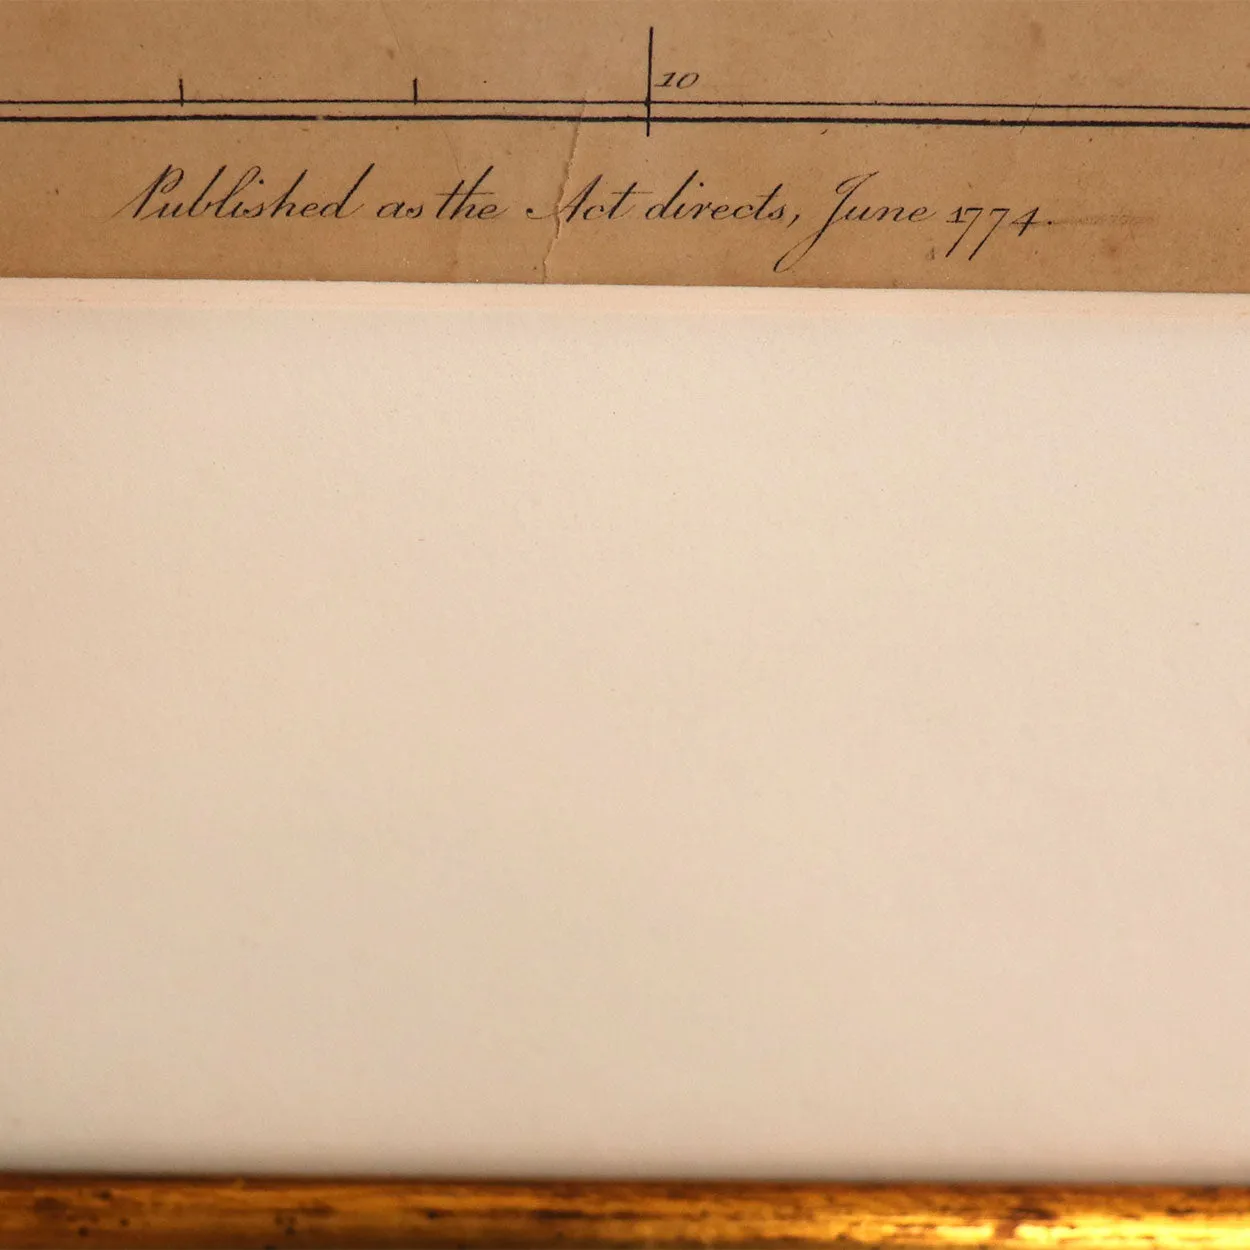 10
Published as the Act directs, June 1774.